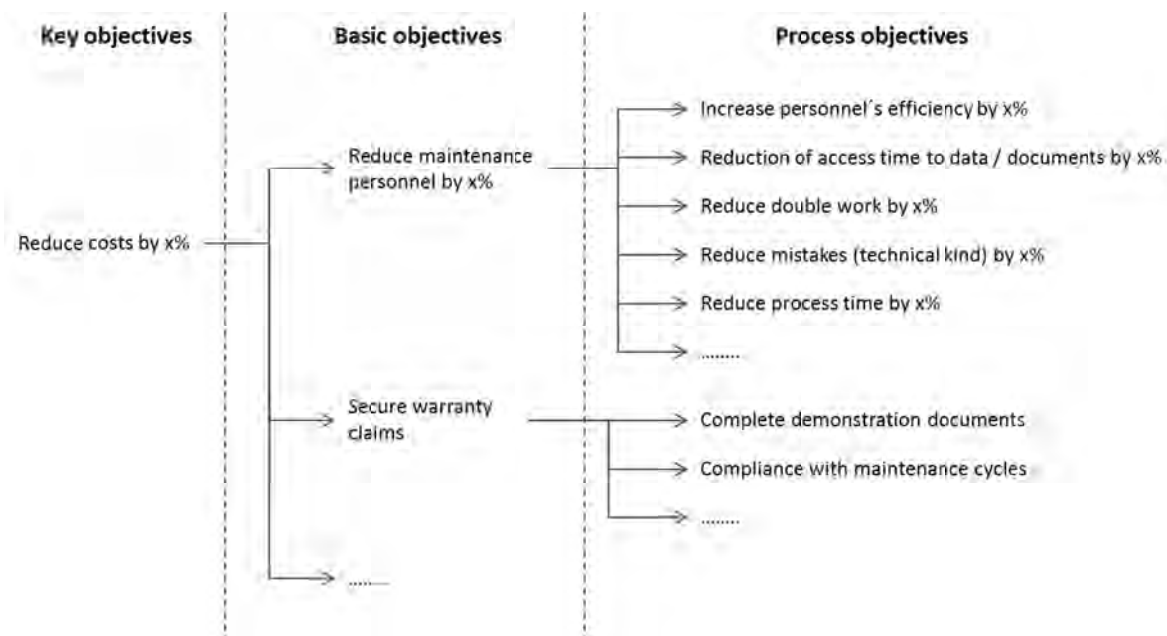 Key objectives
Basic objectives
Process objectives
Increase personnel´s efficiency by x%
Reduce maintenance
personnel by x%
Reduction of access time to data / documents by x%
Reduce double work by x%
Reduce costs by x%
Reduce mistakes (technical kind) by x%
Reduce process time by x%
........
Secure warranty
claims
Complete demonstration documents
Compliance with maintenance cycles
........
........